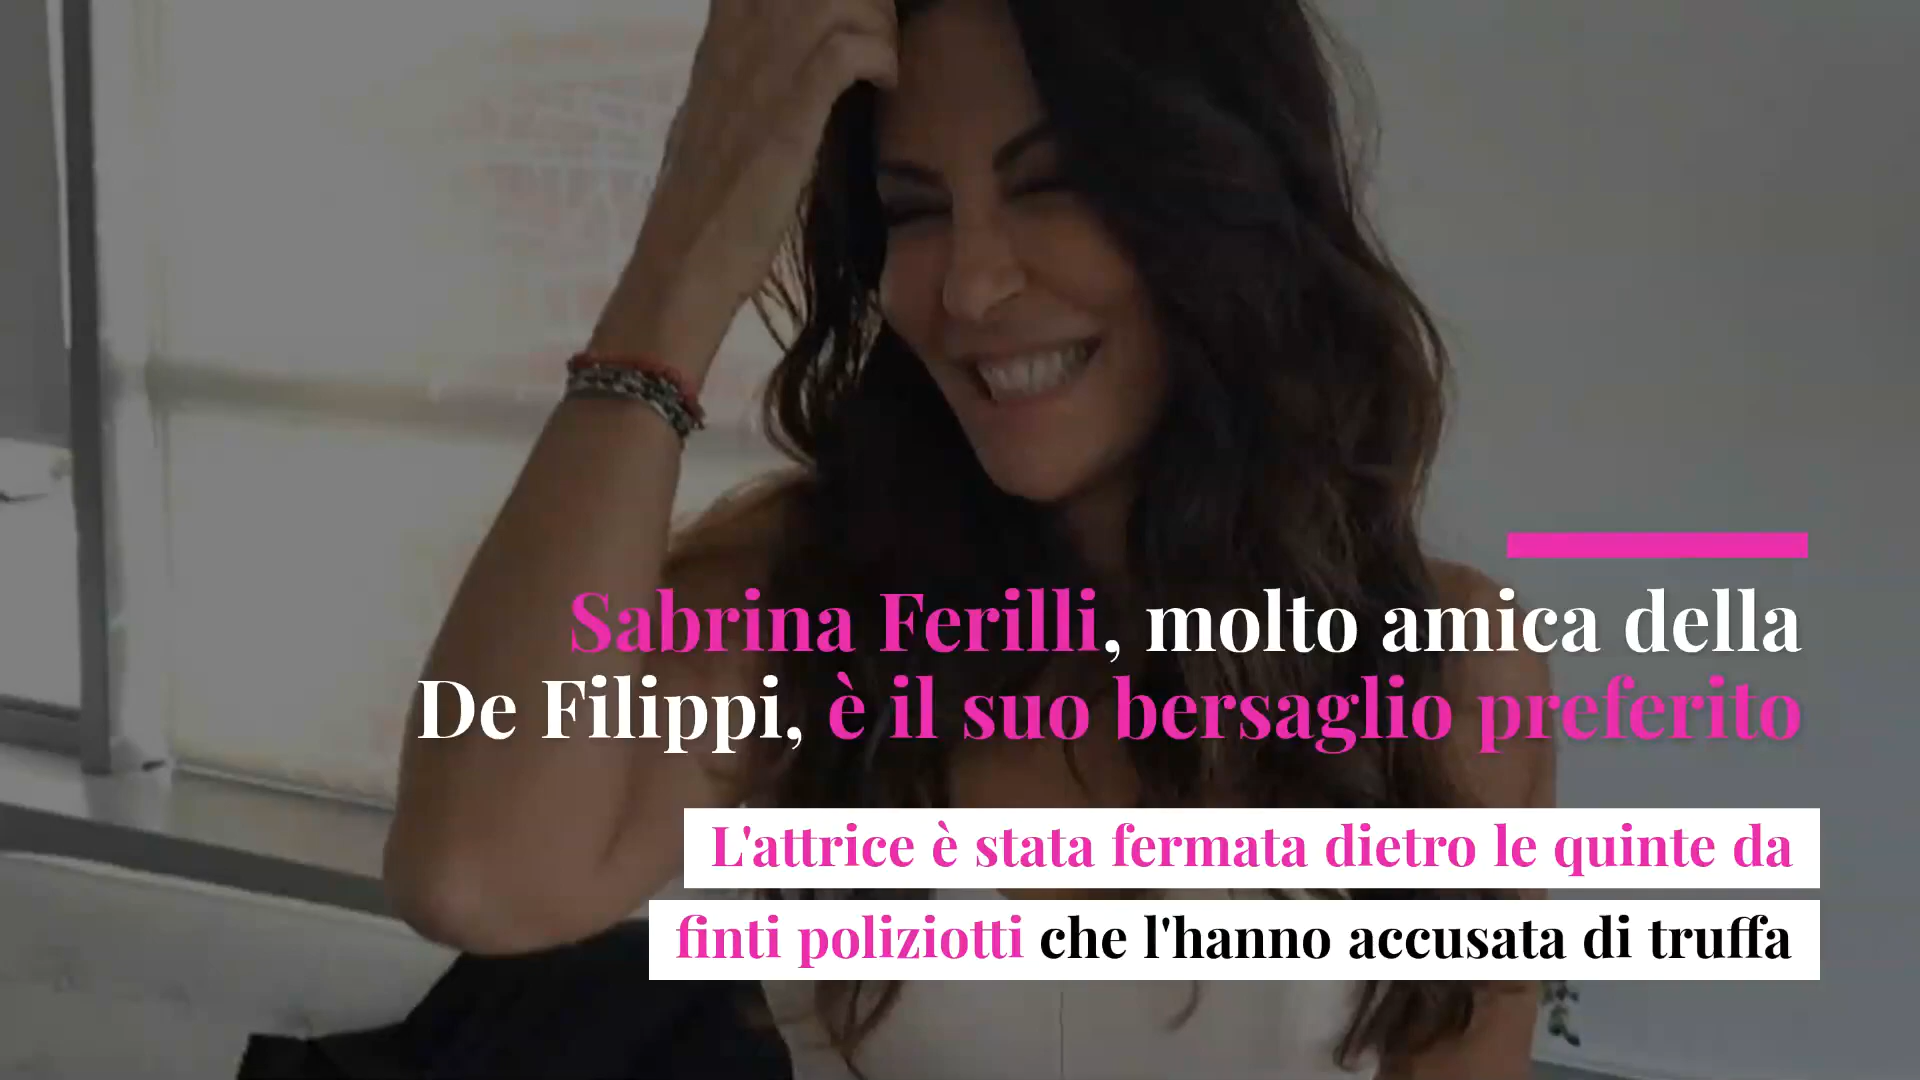 Sabrina Ferilli, molto amica della
De Filippi, è il suo bersaglio preferito
L'attrice è stata fermata dietro le quinte da
finti poliziotti che l'hanno accusata di truffa